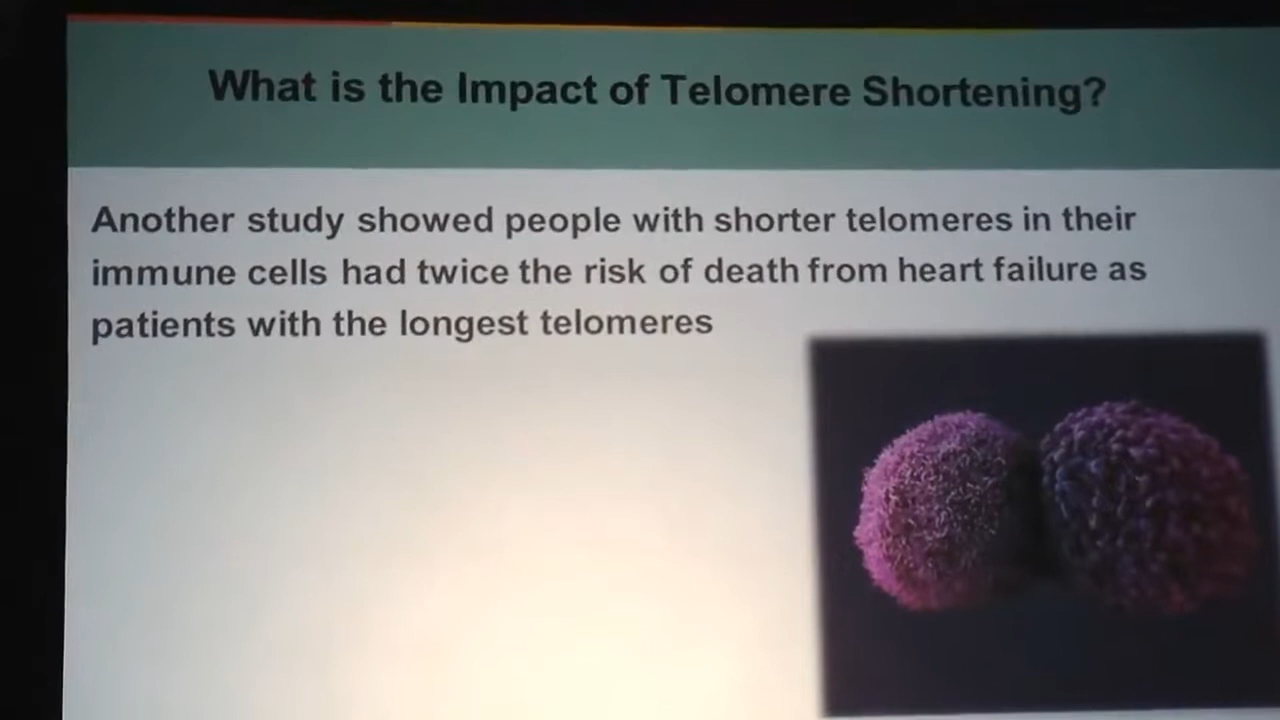 What is the Impact of Telomere Shortening?
Another study showed people with shorter telomeres in their
immune cells had twice the risk of death from heart failure as
patients with the longest telomeres